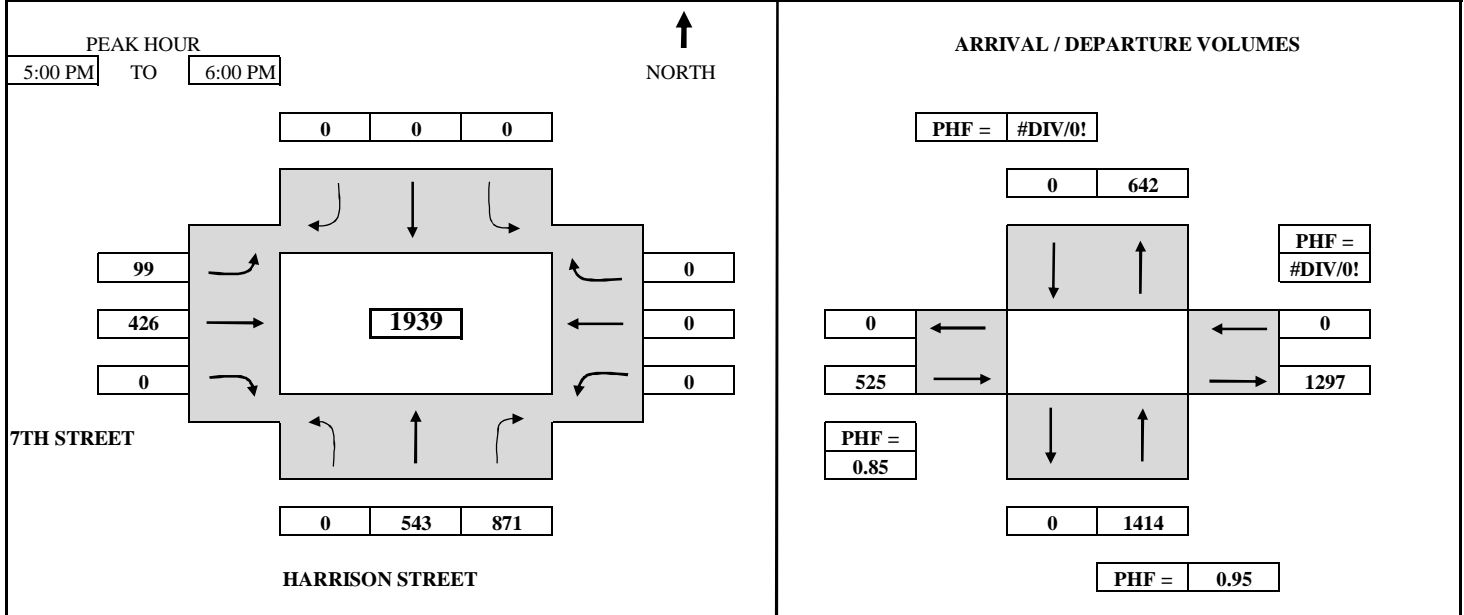 PEAK HOUR
5:00 PM TO 6:00 PM
NORTH
0 0 0
99
426
0
1939
0
0
0
7TH STREET
0 543 871
HARRISON STREET
ARRIVAL / DEPARTURE VOLUMES
PHF = #DIV/0!
0 642
PHF =
#DIV/0!
0
525
0
1297
PHF =
0.85
0 1414
PHF = 0.95